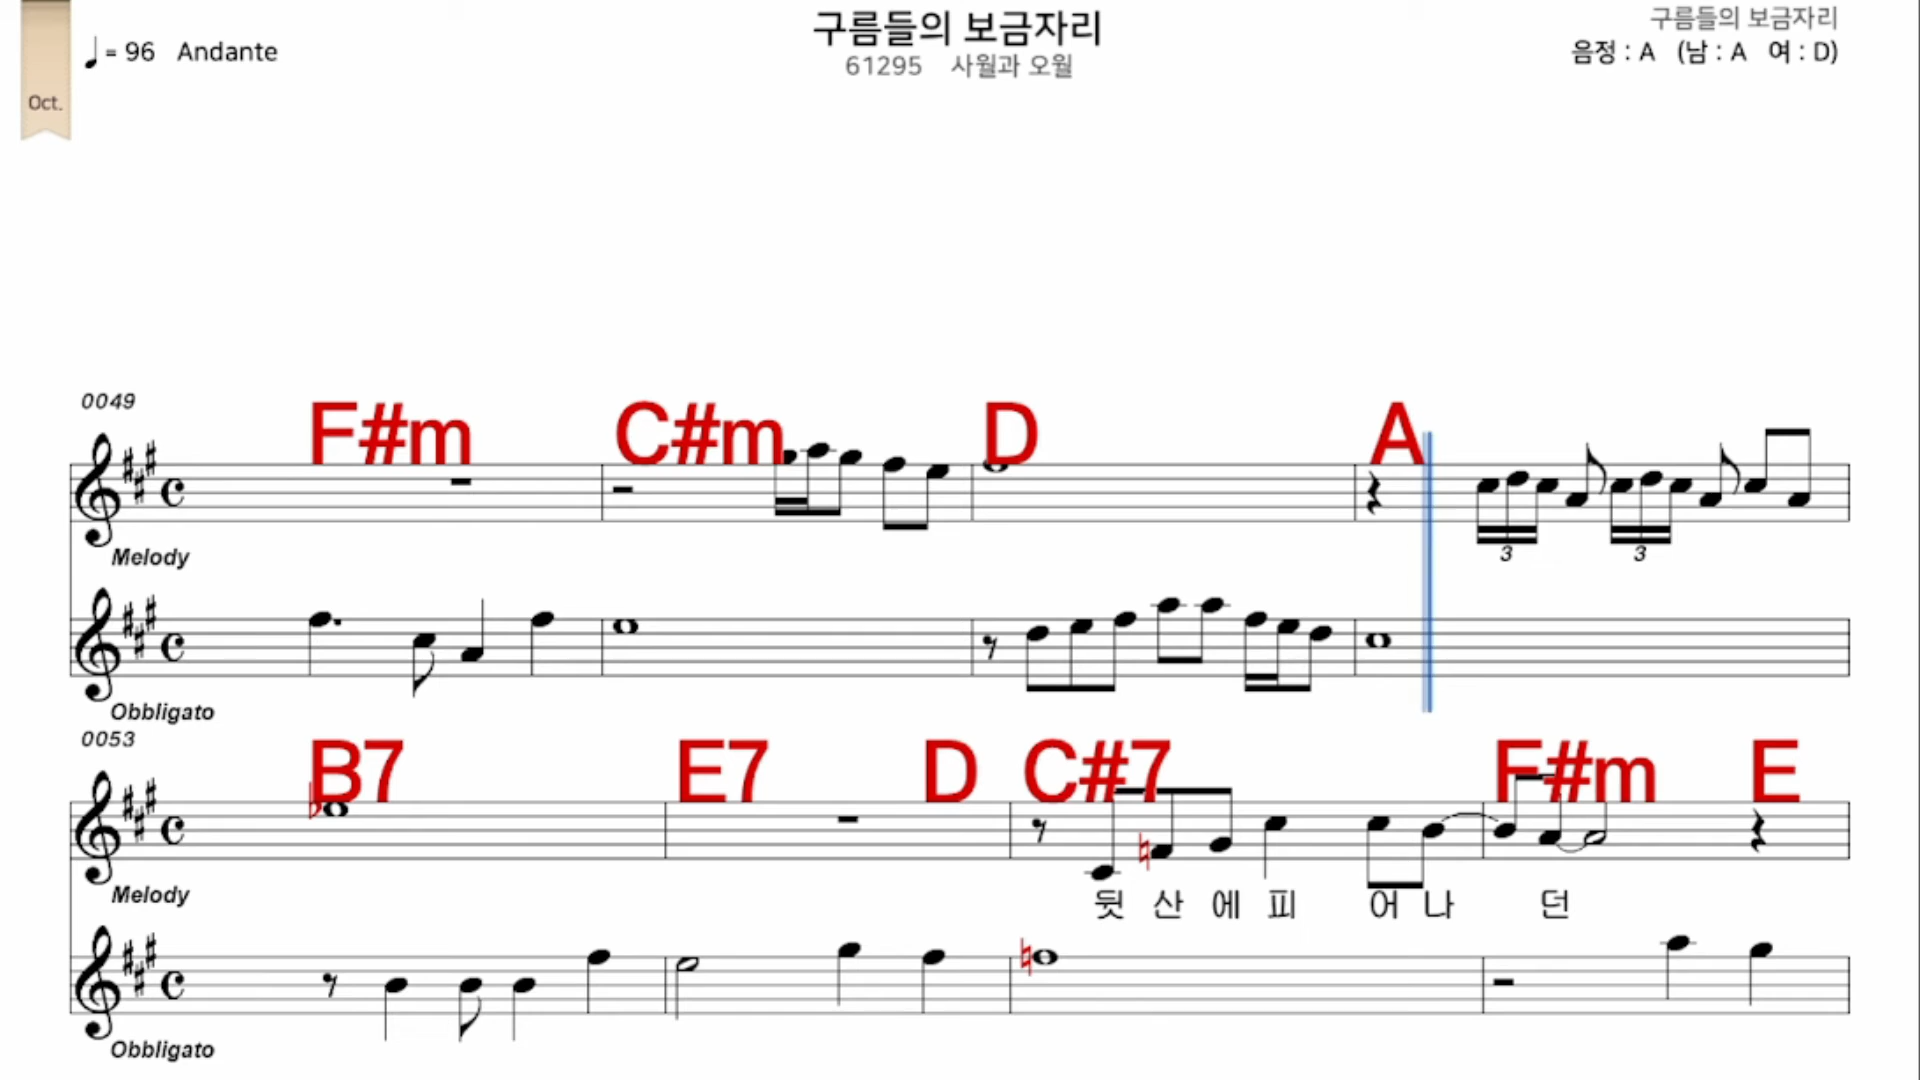 구름들의 보금자리
구름들의 보금자리
♩= 96 Andante
61295 사월과 오월
음정 : A (남 : A 여 : D)
Oct.
0049
F#m C#m D A
3 3
Melody
Obbligato
0053
B7 E7 D C#7 F#m E
Melody
뒷 산 에 피 어 나 던
Obbligato